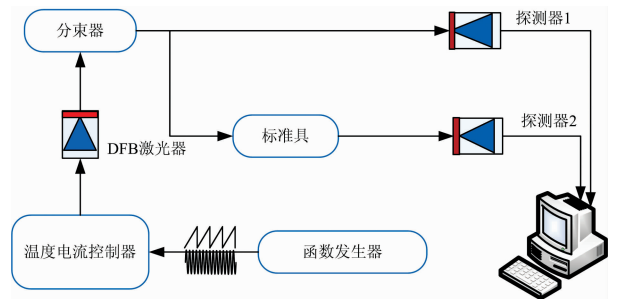 分束器
探测器1
DFB激光器
标准具
探测器2
温度电流控制器
函数发生器